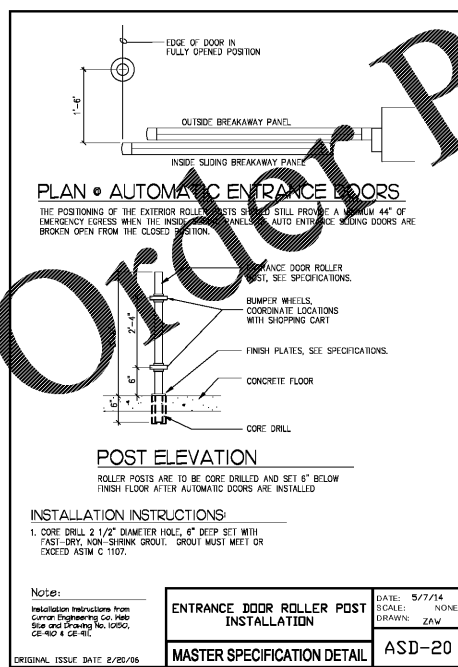 EDGE OF DOOR IN
FULLY OPENED POSITION
1'-6"
OUTSIDE BREAKAWAY PANEL
INSIDE SLIDING BREAKAWAY PANEL
PLAN @ AUTOMATIC ENTRANCE DOORS
THE POSITIONING OF THE EXTERIOR ROLLER POSTS SHOULD STILL PROVIDE A MINIMUM 44" OF
EMERGENCY EGRESS WHEN THE INSIDE PANELS OF AUTO ENTRANCE SLIDING DOORS ARE
BROKEN OPEN FROM THE CLOSED POSITION.
ENTRANCE DOOR ROLLER
POST, SEE SPECIFICATIONS.
BUMPER WHEELS,
COORDINATE LOCATIONS
WITH SHOPPING CART
2'-4"
FINISH PLATES, SEE SPECIFICATIONS.
6"
CONCRETE FLOOR
6"
CORE DRILL
POST ELEVATION
ROLLER POSTS ARE TO BE CORE DRILLED AND SET 6" BELOW
FINISH FLOOR AFTER AUTOMATIC DOORS ARE INSTALLED
INSTALLATION INSTRUCTIONS:
1. CORE DRILL 2 1/2" DIAMETER HOLE, 6" DEEP SET WITH
FAST-DRY, NON-SHRINK GROUT. GROUT MUST MEET OR
EXCEED ASTM C 1107.
Note:
Installation Instructions from
Curran Engineering Co. Web
Site and Drawing No. 10150,
CE-910 & CE-911.
ORIGINAL ISSUE DATE 2/20/06
ENTRANCE DOOR ROLLER POST
INSTALLATION
MASTER SPECIFICATION DETAIL
DATE: 5/7/14
SCALE: NONE
DRAWN: ZAW
ASD-20
Order P